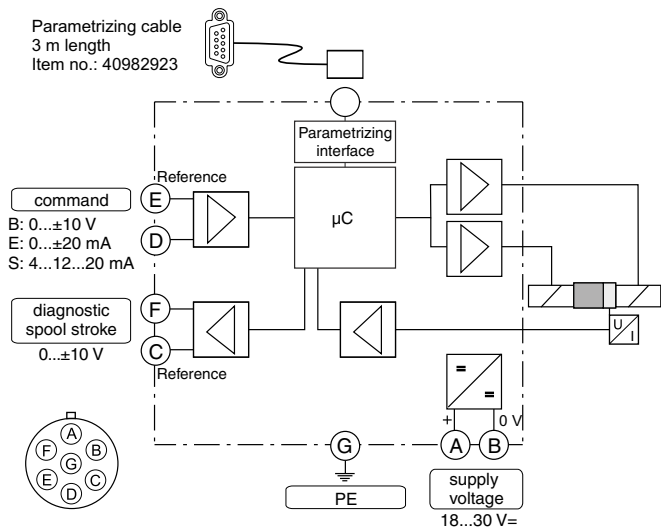 Parametrizing cable
3 m length
Item no.: 40982923
Parametrizing
interface
Reference
command
E
B: 0...±10 V
E: 0...±20 mA
S: 4...12...20 mA
D
µC
diagnostic
spool stroke
0...±10 V
F
C
Reference
U
I
=
=
+
0 V
A
B
G
PE
supply
voltage
18...30 V=
A
F
B
G
E
C
D